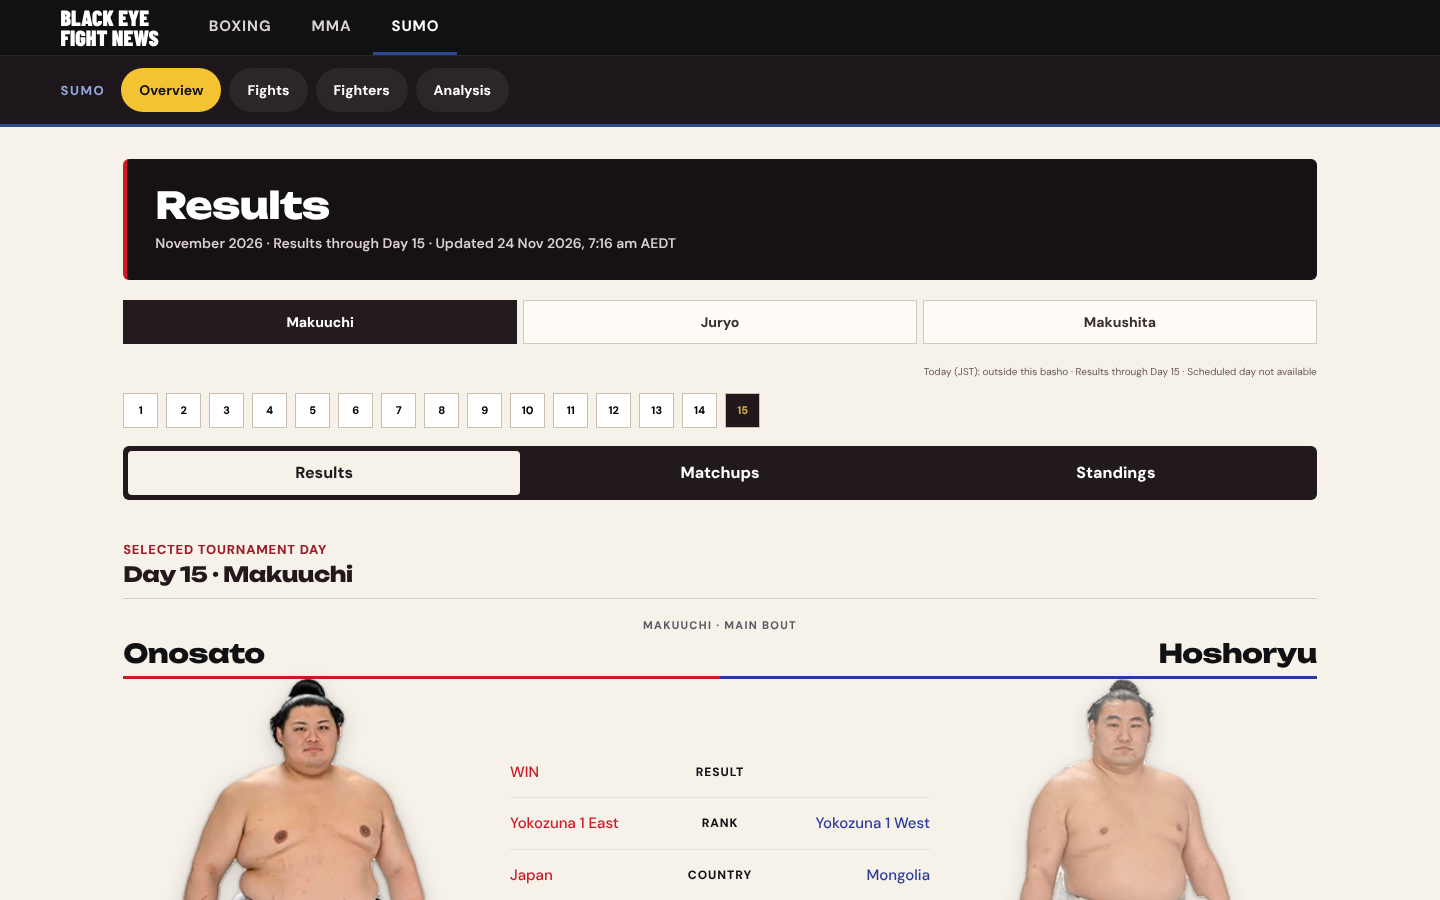 BLACK EYE
FIGHT NEWS
BOXING
MMA
SUMO
SUMO
Overview
Fights
Fighters
Analysis
Results
November 2026 · Results through Day 15 · Updated 24 Nov 2026, 7:16 am AEDT
Makuuchi
Juryo
Makushita
Today (JST): outside this basho · Results through Day 15 · Scheduled day not available
1 2 3 4 5 6 7 8 9 10 11 12 13 14 15
Results
Matchups
Standings
SELECTED TOURNAMENT DAY
Day 15 · Makuuchi
MAKUUCHI · MAIN BOUT
Onosato
Hoshoryu
WIN RESULT
Yokozuna 1 East RANK Yokozuna 1 West
Japan COUNTRY Mongolia